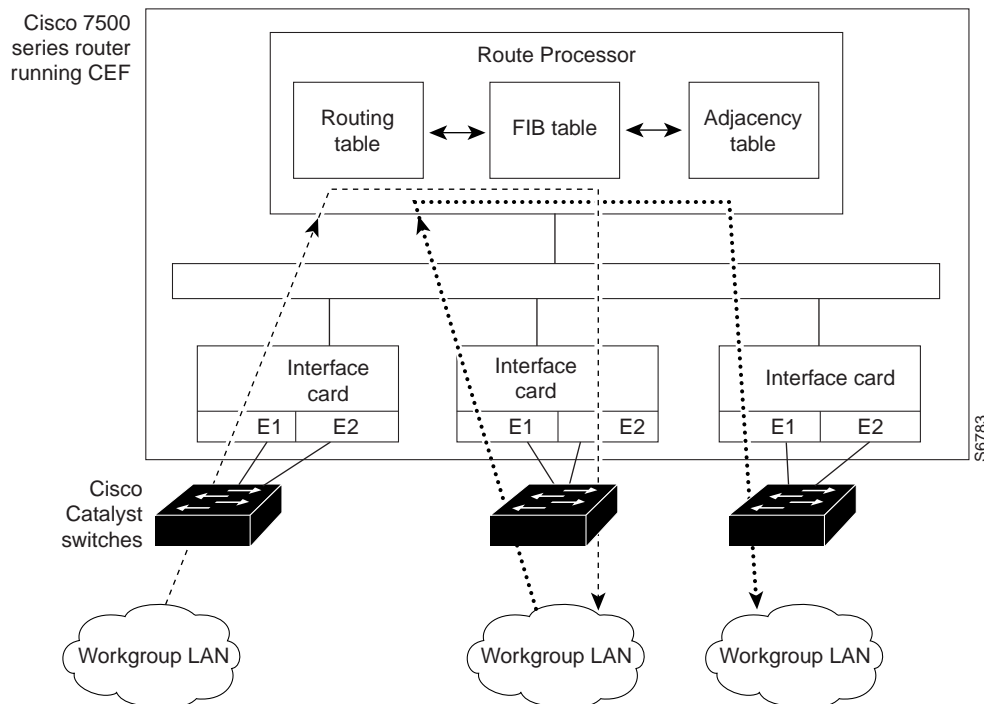 Cisco 7500
series router
running CEF
Route Processor
Routing
table
FIB table
Adjacency
table
Interface
card
E1
E2
Interface
card
E1
E2
Interface card
E1
E2
S6783
Cisco
Catalyst
switches
Workgroup LAN
Workgroup LAN
Workgroup LAN